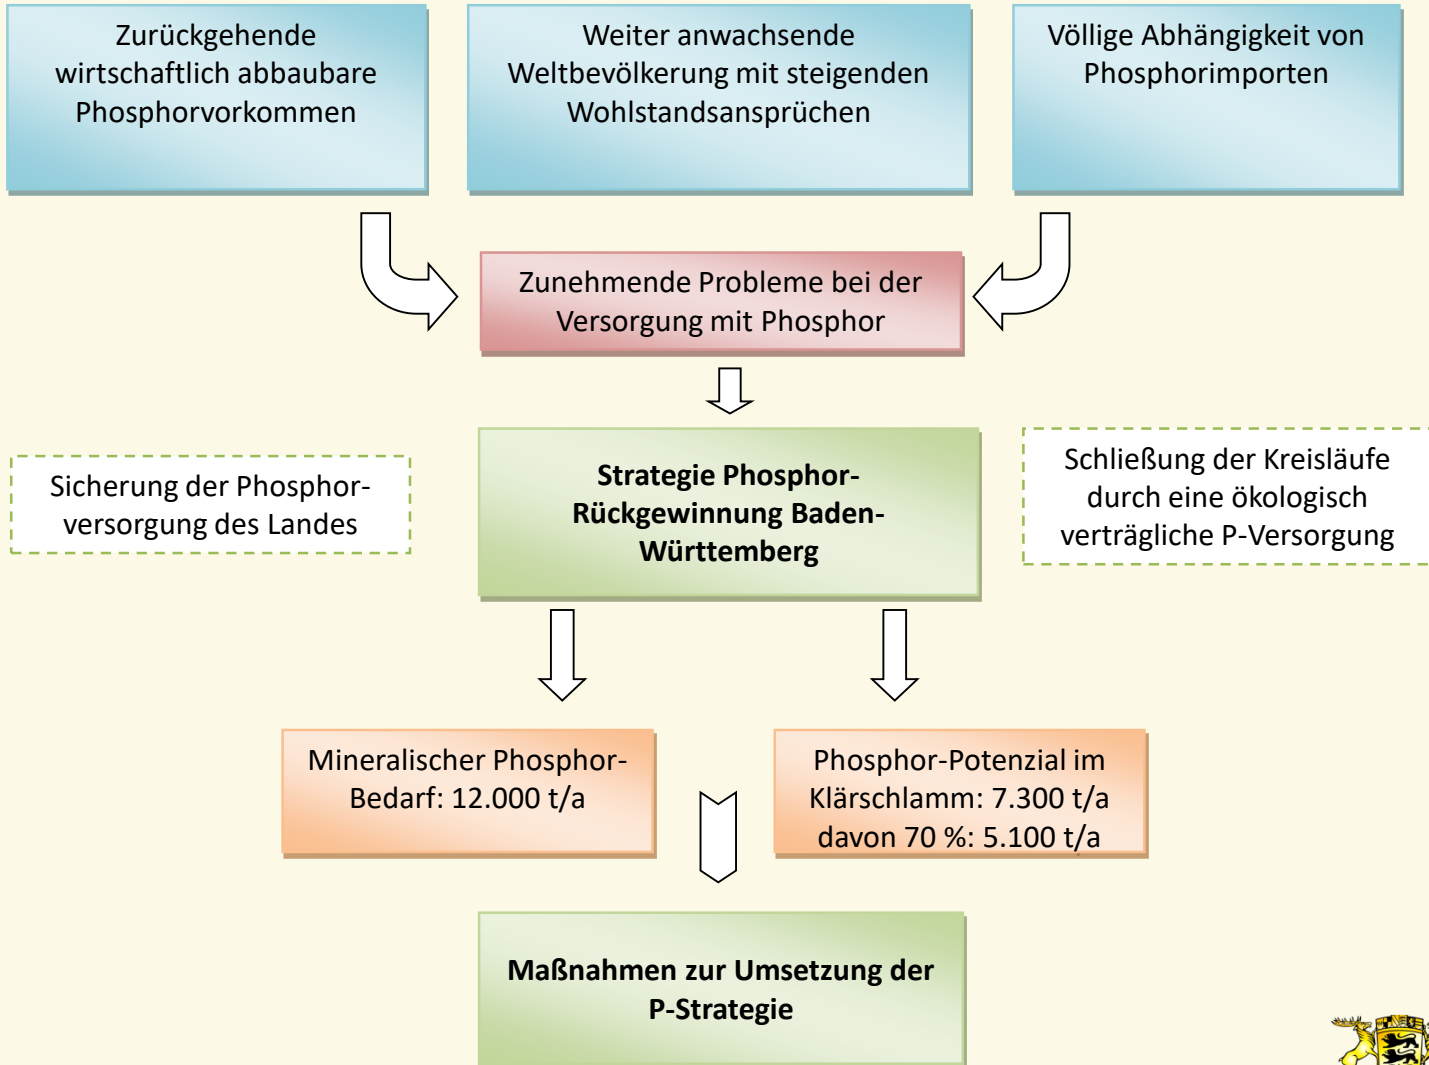 Zurückgehende
wirtschaftlich abbaubare
Phosphorvorkommen
Weiter anwachsende
Weltbevölkerung mit steigenden
Wohlstandsansprüchen
Völlige Abhängigkeit von
Phosphorimporten
Zunehmende Probleme bei der
Versorgung mit Phosphor
Sicherung der Phosphor-
versorgung des Landes
Strategie Phosphor-
Rückgewinnung Baden-
Württemberg
Schließung der Kreisläufe
durch eine ökologisch
verträgliche P-Versorgung
Mineralischer Phosphor-
Bedarf: 12.000 t/a
Phosphor-Potenzial im
Klärschlamm: 7.300 t/a
davon 70 %: 5.100 t/a
Maßnahmen zur Umsetzung der
P-Strategie